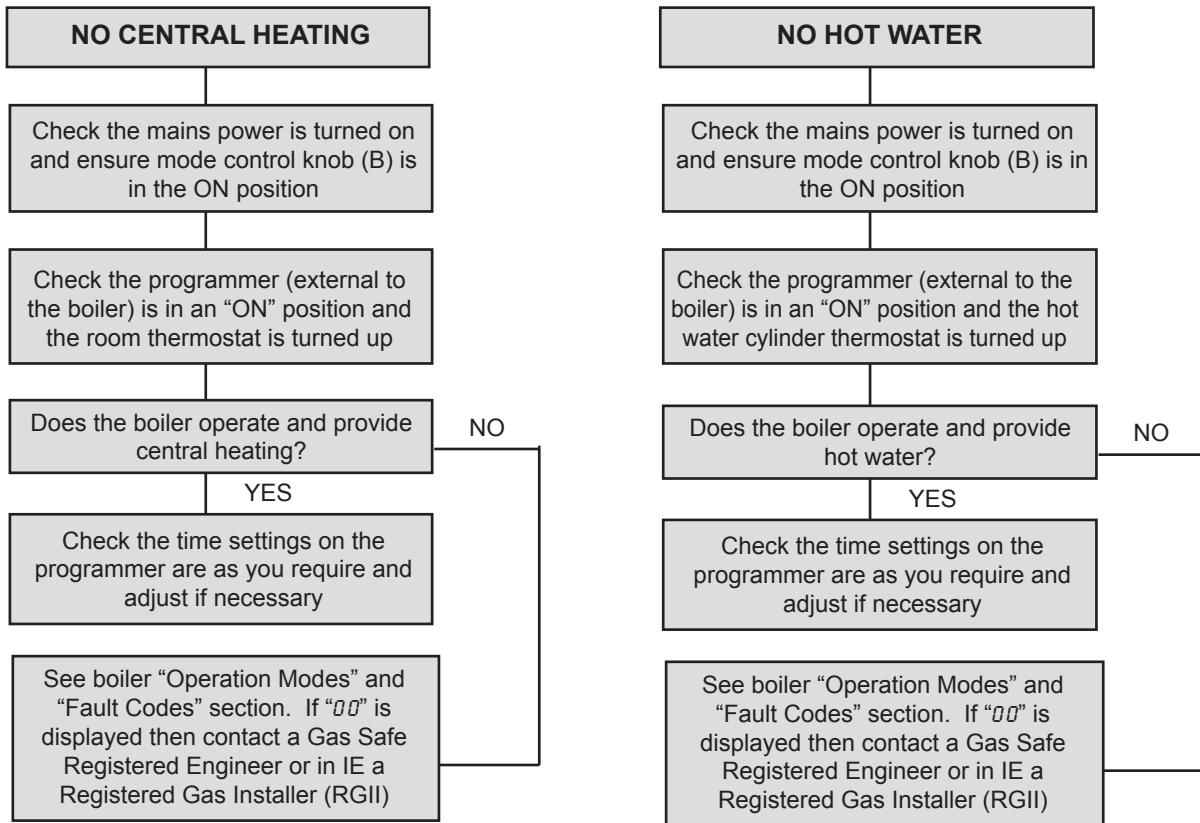 NO CENTRAL HEATING
Check the mains power is turned on
and ensure mode control knob (B) is
in the ON position
Check the programmer (external to
the boiler) is in an “ON” position and
the room thermostat is turned up
Does the boiler operate and provide
central heating?
NO
YES
Check the time settings on the
programmer are as you require and
adjust if necessary
See boiler “Operation Modes” and
“Fault Codes” section.  If “00” is
displayed then contact a Gas Safe
Registered Engineer or in IE a
Registered Gas Installer (RGII)
NO HOT WATER
Check the mains power is turned on
and ensure mode control knob (B) is in
the ON position
Check the programmer (external to the
boiler) is in an “ON” position and the hot
water cylinder thermostat is turned up
Does the boiler operate and provide
hot water?
NO
YES
Check the time settings on the
programmer are as you require and
adjust if necessary
See boiler “Operation Modes” and
“Fault Codes” section.  If “00” is
displayed then contact a Gas Safe
Registered Engineer or in IE a
Registered Gas Installer (RGII)